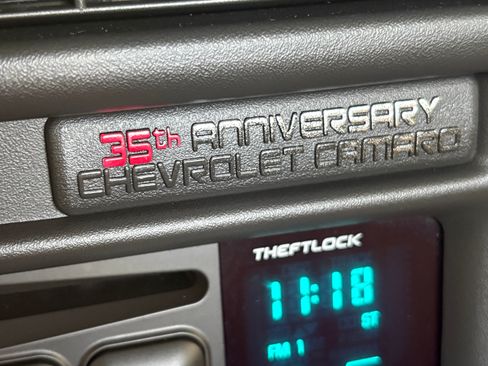 35th ANNIVERSARY
CHEVROLET CAMARO
THEFTLOCK
11:18
ST
FM 1